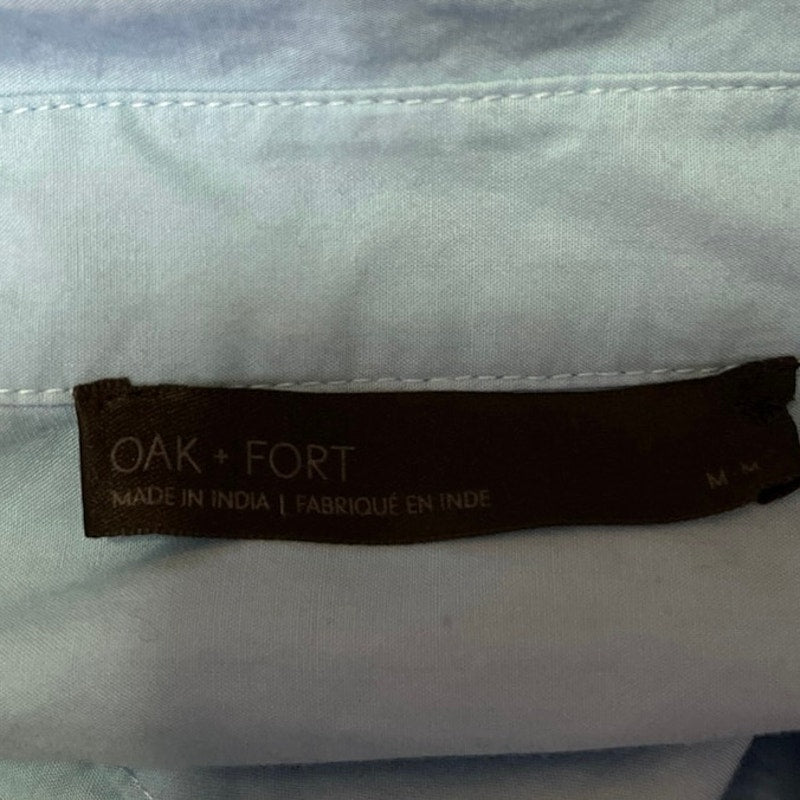 OAK + FORT
MADE IN INDIA | FABRIQUÉ EN INDE
M M